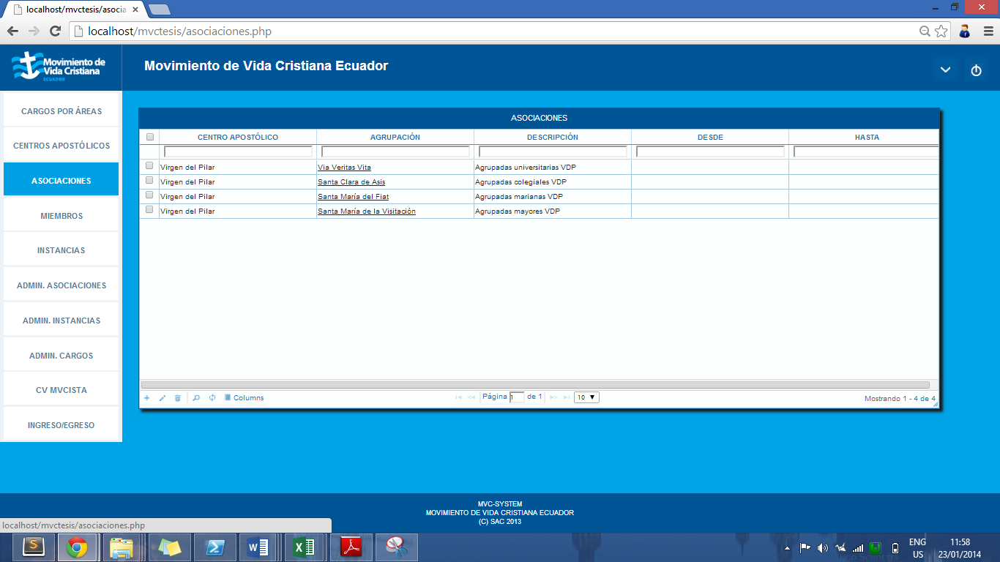 localhost/mvctesis/asocia
localhost/mvctesis/asociaciones.php
Movimiento de
Vida Cristiana
ECUADOR
Movimiento de Vida Cristiana Ecuador
CARGOS POR ÁREAS
CENTROS APOSTÓLICOS
ASOCIACIONES
MIEMBROS
INSTANCIAS
ADMIN. ASOCIACIONES
ADMIN. INSTANCIAS
ADMIN. CARGOS
CV MVCISTA
INGRESO/EGRESO
ASOCIACIONES
CENTRO APOSTÓLICO AGRUPACIÓN DESCRIPCIÓN DESDE HASTA
Virgen del Pilar Via Veritas Vita Agrupadas universitarias VDP
Virgen del Pilar Santa Clara de Asís Agrupadas colegiales VDP
Virgen del Pilar Santa María del Fiat Agrupadas marianas VDP
Virgen del Pilar Santa María de la Visitación Agrupadas mayores VDP
Columns Página 1 de 1 10 Mostrando 1 - 4 de 4
MVC-SYSTEM
MOVIMIENTO DE VIDA CRISTIANA ECUADOR
(C) SAC 2013
localhost/mvctesis/asociaciones.php
ENG 11:58
US 23/01/2014